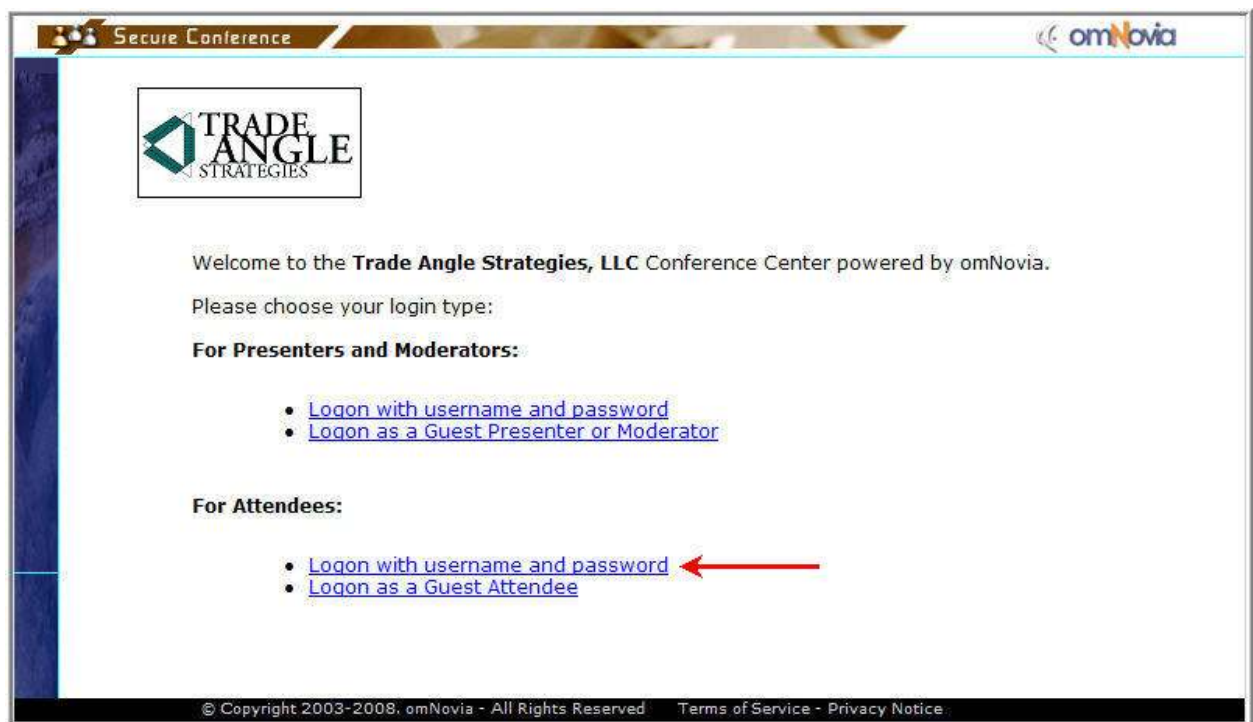 Secure Conference
omNovia
TRADE
ANGLE
STRATEGIES
Welcome to the Trade Angle Strategies, LLC Conference Center powered by omNovia.
Please choose your login type:
For Presenters and Moderators:
• Logon with username and password
• Logon as a Guest Presenter or Moderator
For Attendees:
• Logon with username and password
• Logon as a Guest Attendee
© Copyright 2003-2008. omNovia - All Rights Reserved Terms of Service - Privacy Notice